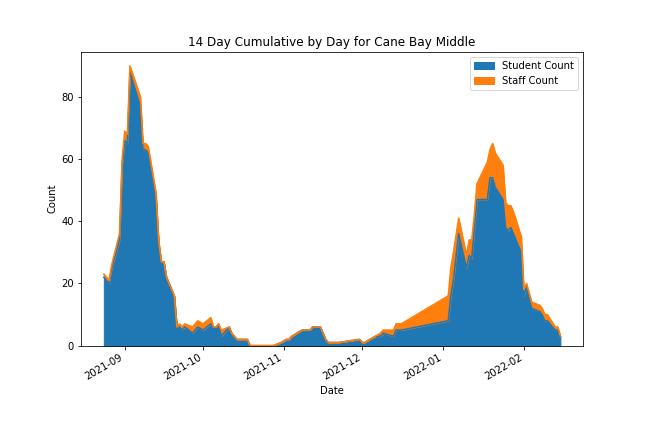 14 Day Cumulative by Day for Cane Bay Middle
Student Count
Staff Count
Count
80
60
40
20
0
2021-09
2021-10
2021-11
2021-12
2022-01
2022-02
Date